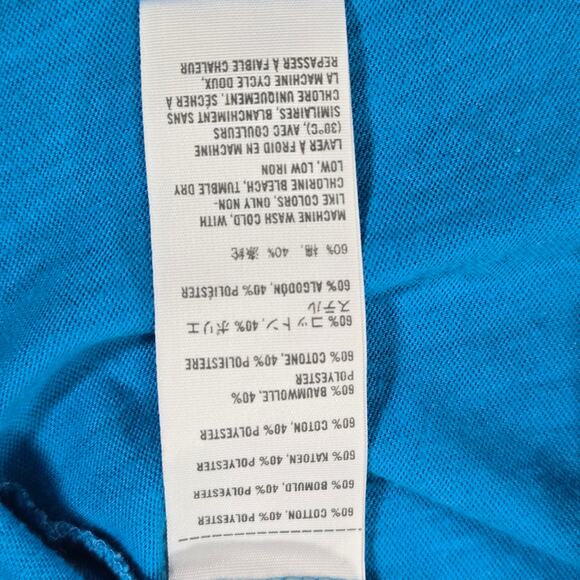 60% COTTON, 40% POLYESTER
60% BOMULD, 40% POLYESTER
60% KATOEN, 40% POLYESTER
60% COTON, 40% POLYESTER
60% BAUMWOLLE, 40%
POLYESTER
60% COTONE, 40% POLIESTERE
60% コットン, 40% ポリエ
ステル
60% ALGODÓN, 40% POLIÉSTER
60% 棉, 40% 涤纶
MACHINE WASH COLD, WITH
LIKE COLORS, ONLY NON-
CHLORINE BLEACH, TUMBLE DRY
LOW, LOW IRON
LAVER À FROID EN MACHINE
(30°C), AVEC COULEURS
SIMILAIRES, BLANCHIMENT SANS
CHLORE UNIQUEMENT, SÉCHER À
LA MACHINE CYCLE DOUX,
REPASSER À FAIBLE CHALEUR